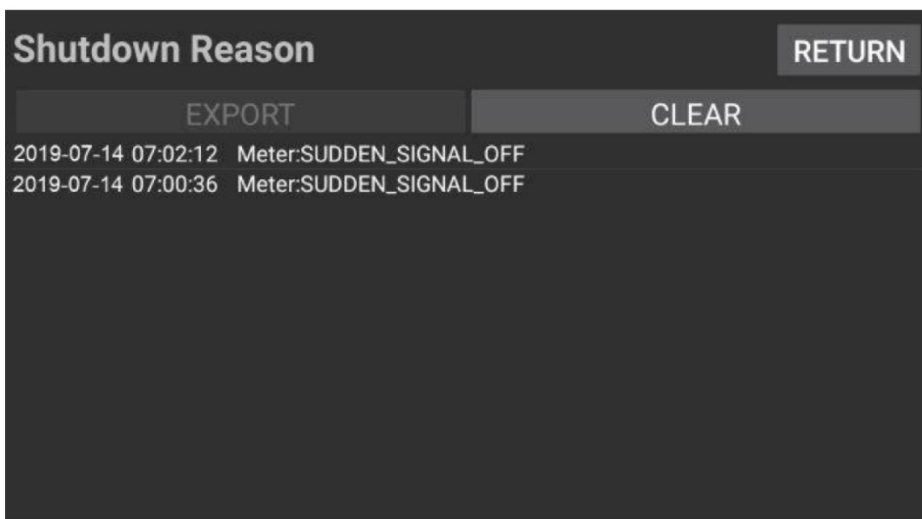 Shutdown Reason
RETURN
EXPORT
CLEAR
2019-07-14 07:02:12 Meter:SUDDEN_SIGNAL_OFF
2019-07-14 07:00:36 Meter:SUDDEN_SIGNAL_OFF